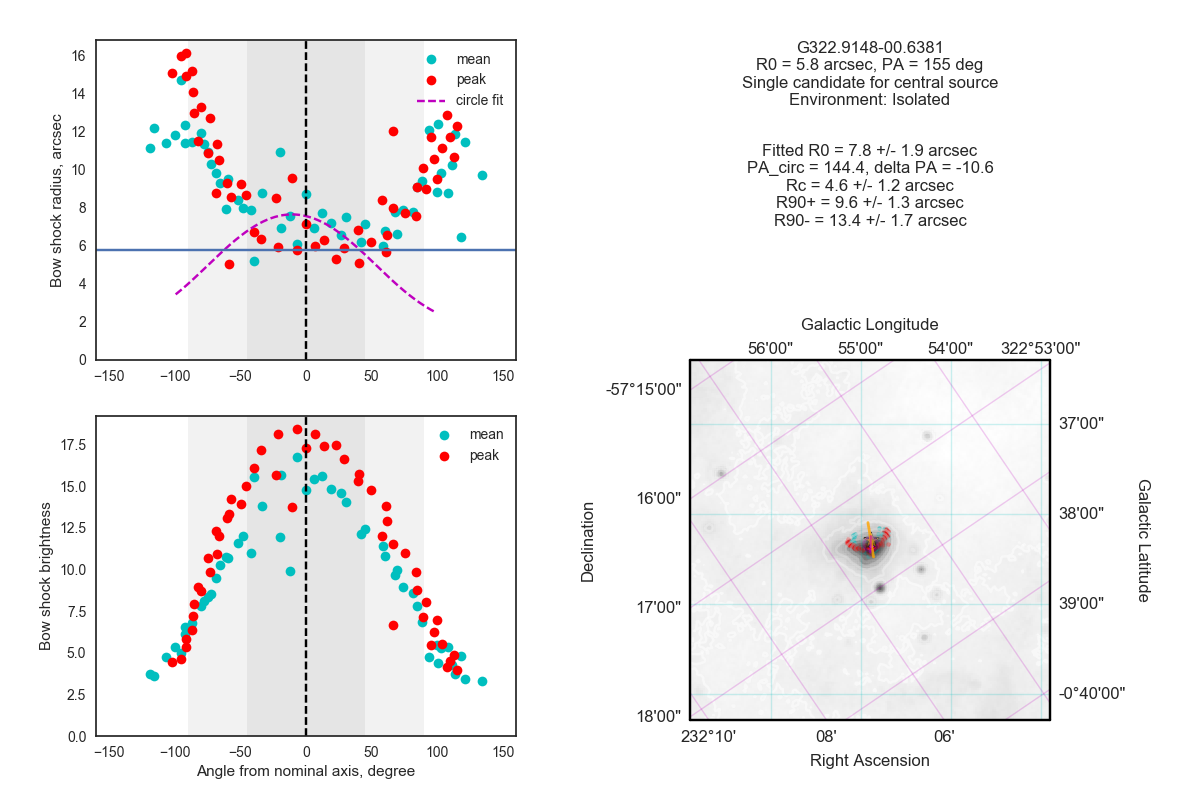 16
14
12
10
8
6
4
2
0
Bow shock radius, arcsec
mean
peak
circle fit
−150
−100
−50
0
50
100
150
17.5
15.0
12.5
10.0
7.5
5.0
2.5
0.0
Bow shock brightness
mean
peak
−150
−100
−50
0
50
100
150
Angle from nominal axis, degree
G322.9148-00.6381
R0 = 5.8 arcsec, PA = 155 deg
Single candidate for central source
Environment: Isolated
Fitted R0 = 7.8 +/- 1.9 arcsec
PA_circ = 144.4, delta PA = -10.6
Rc = 4.6 +/- 1.2 arcsec
R90+ = 9.6 +/- 1.3 arcsec
R90- = 13.4 +/- 1.7 arcsec
Galactic Longitude
56'00" 55'00" 54'00" 322°53'00"
-57°15'00"
16'00"
17'00"
18'00"
Declination
37'00"
38'00"
39'00"
-0°40'00"
Galactic Latitude
232°10' 08' 06'
Right Ascension